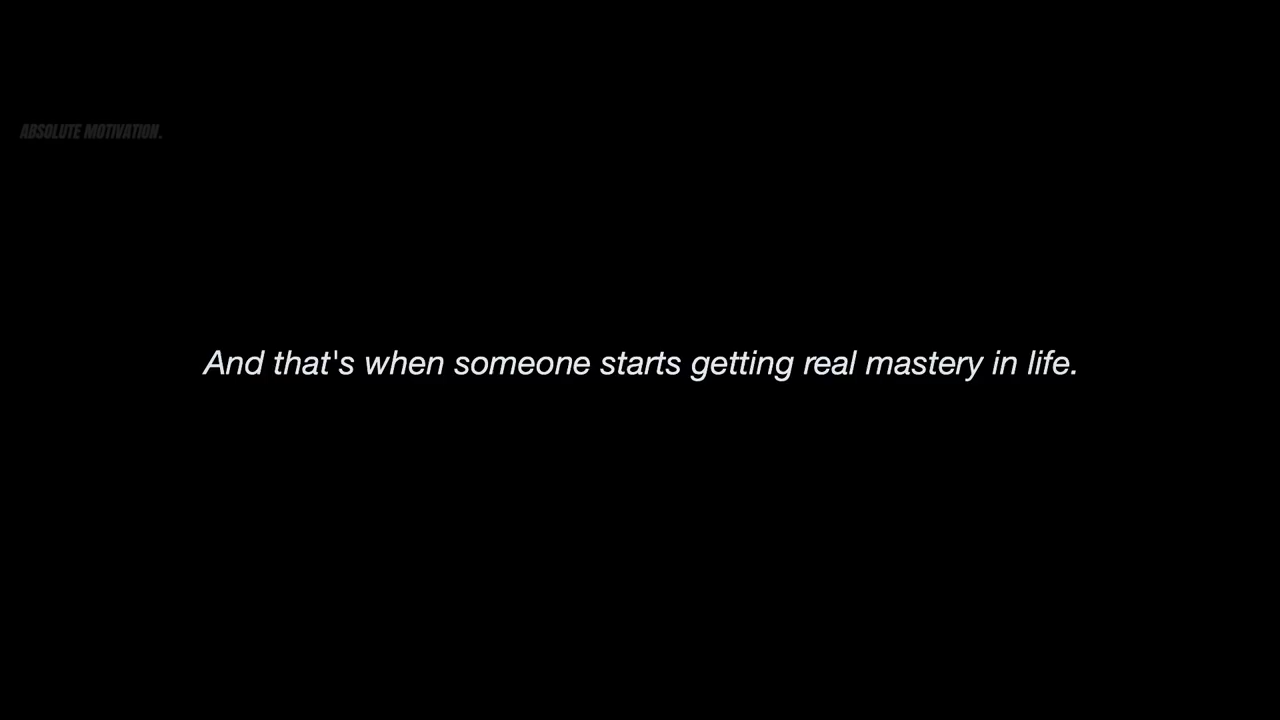 ABSOLUTE MOTIVATION.
And that's when someone starts getting real mastery in life.